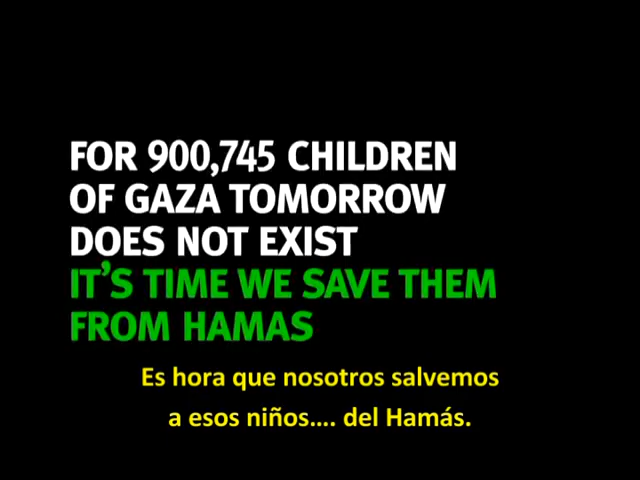 FOR 900,745 CHILDREN
OF GAZA TOMORROW
DOES NOT EXIST
IT'S TIME WE SAVE THEM
FROM HAMAS
Es hora que nosotros salvemos
a esos niños.... del Hamás.